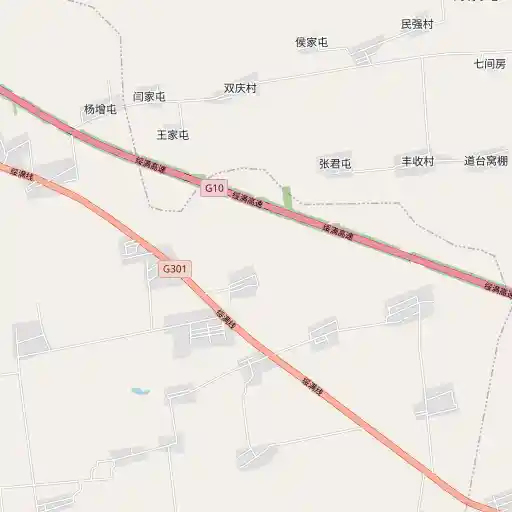 民强村
侯家屯
七间房
双庆村
闫家屯
杨增屯
王家屯
丰收村
道台窝棚
张君屯
绥满高速
绥满线
G10
绥满高速
绥满高速
G301
绥满高速
绥满线
绥满线